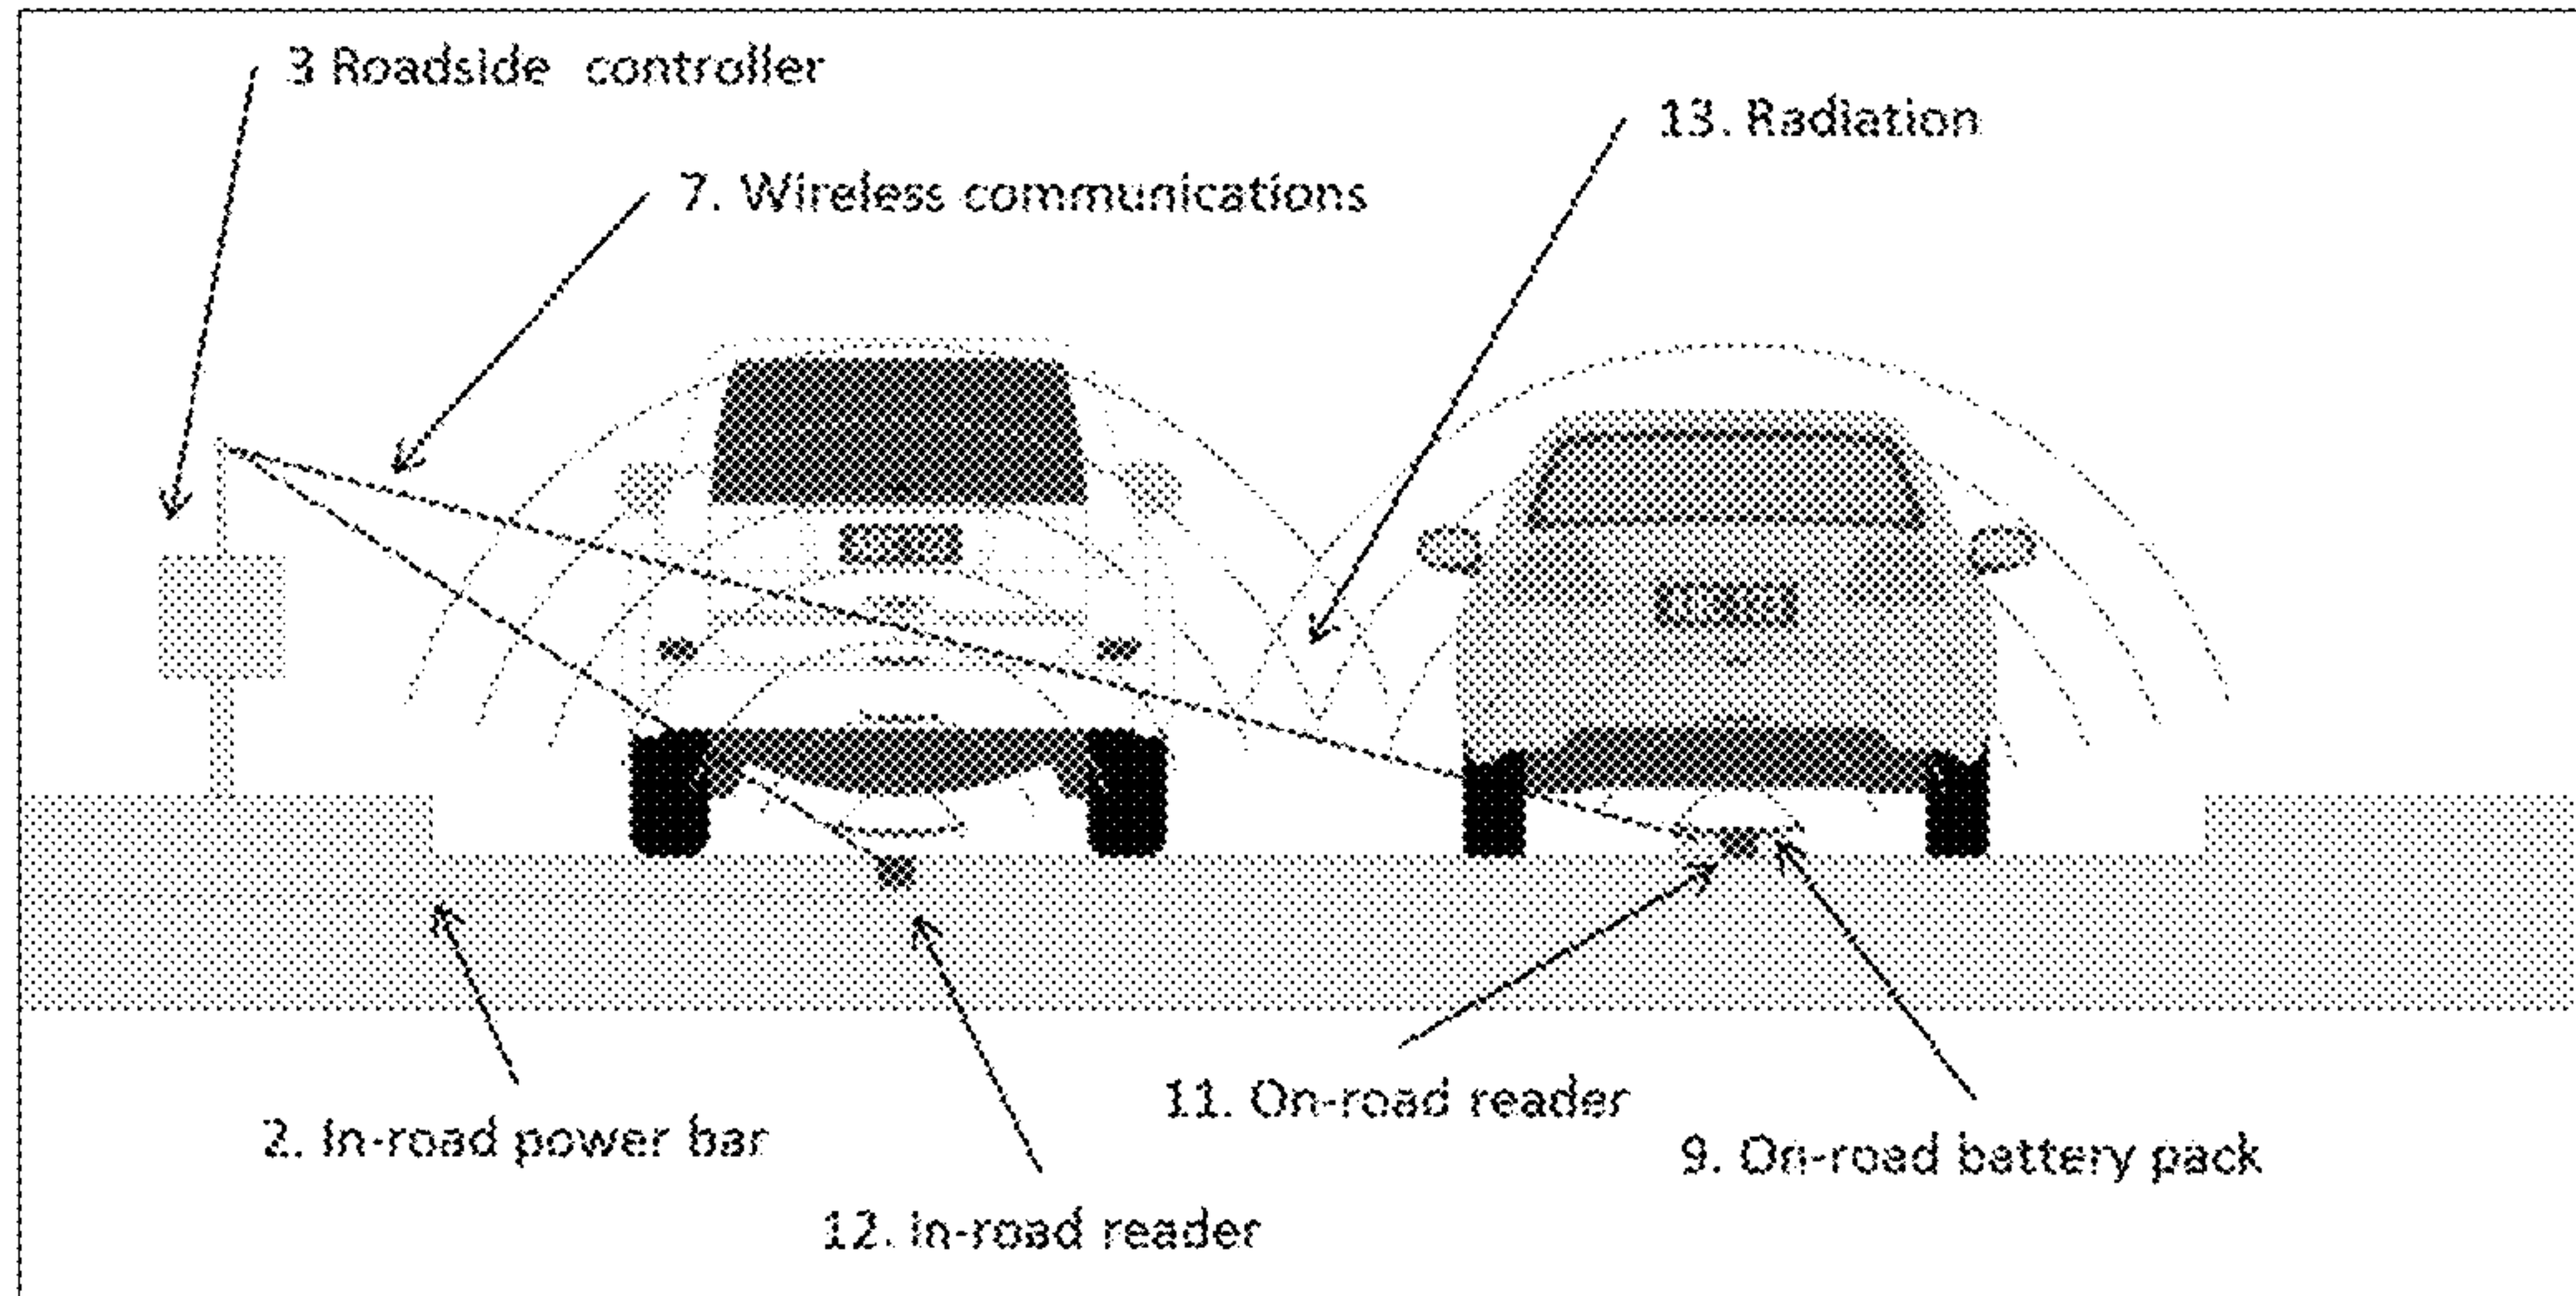 3 Roadside controller
13. Radiation
7. Wireless communications
11. On-road reader
2. In-road power bar
9. On-road battery pack
12. In-road reader